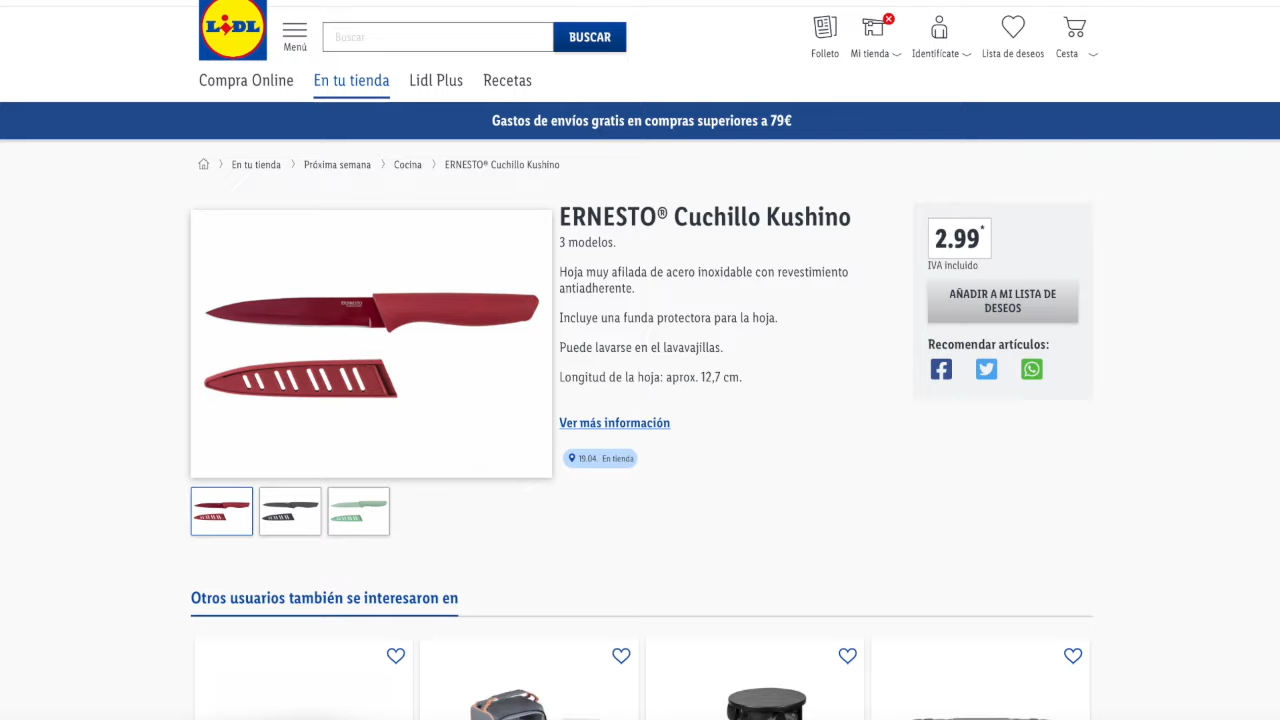 LIDL
Menú
Buscar
BUSCAR
Folleto
Mi tienda
Identifícate
Lista de deseos
Cesta
Compra Online
En tu tienda
Lidl Plus
Recetas
Gastos de envíos gratis en compras superiores a 79€
En tu tienda
Próxima semana
Cocina
ERNESTO® Cuchillo Kushino
ERNESTO® Cuchillo Kushino
3 modelos.
Hoja muy afilada de acero inoxidable con revestimiento
antiadherente.
Incluye una funda protectora para la hoja.
Puede lavarse en el lavavajillas.
Longitud de la hoja: aprox. 12,7 cm.
Ver más información
19.04. En tienda
2.99*
IVA incluido
AÑADIR A MI LISTA DE
DESEOS
Recomendar artículos:
ERNESTO
Otros usuarios también se interesaron en